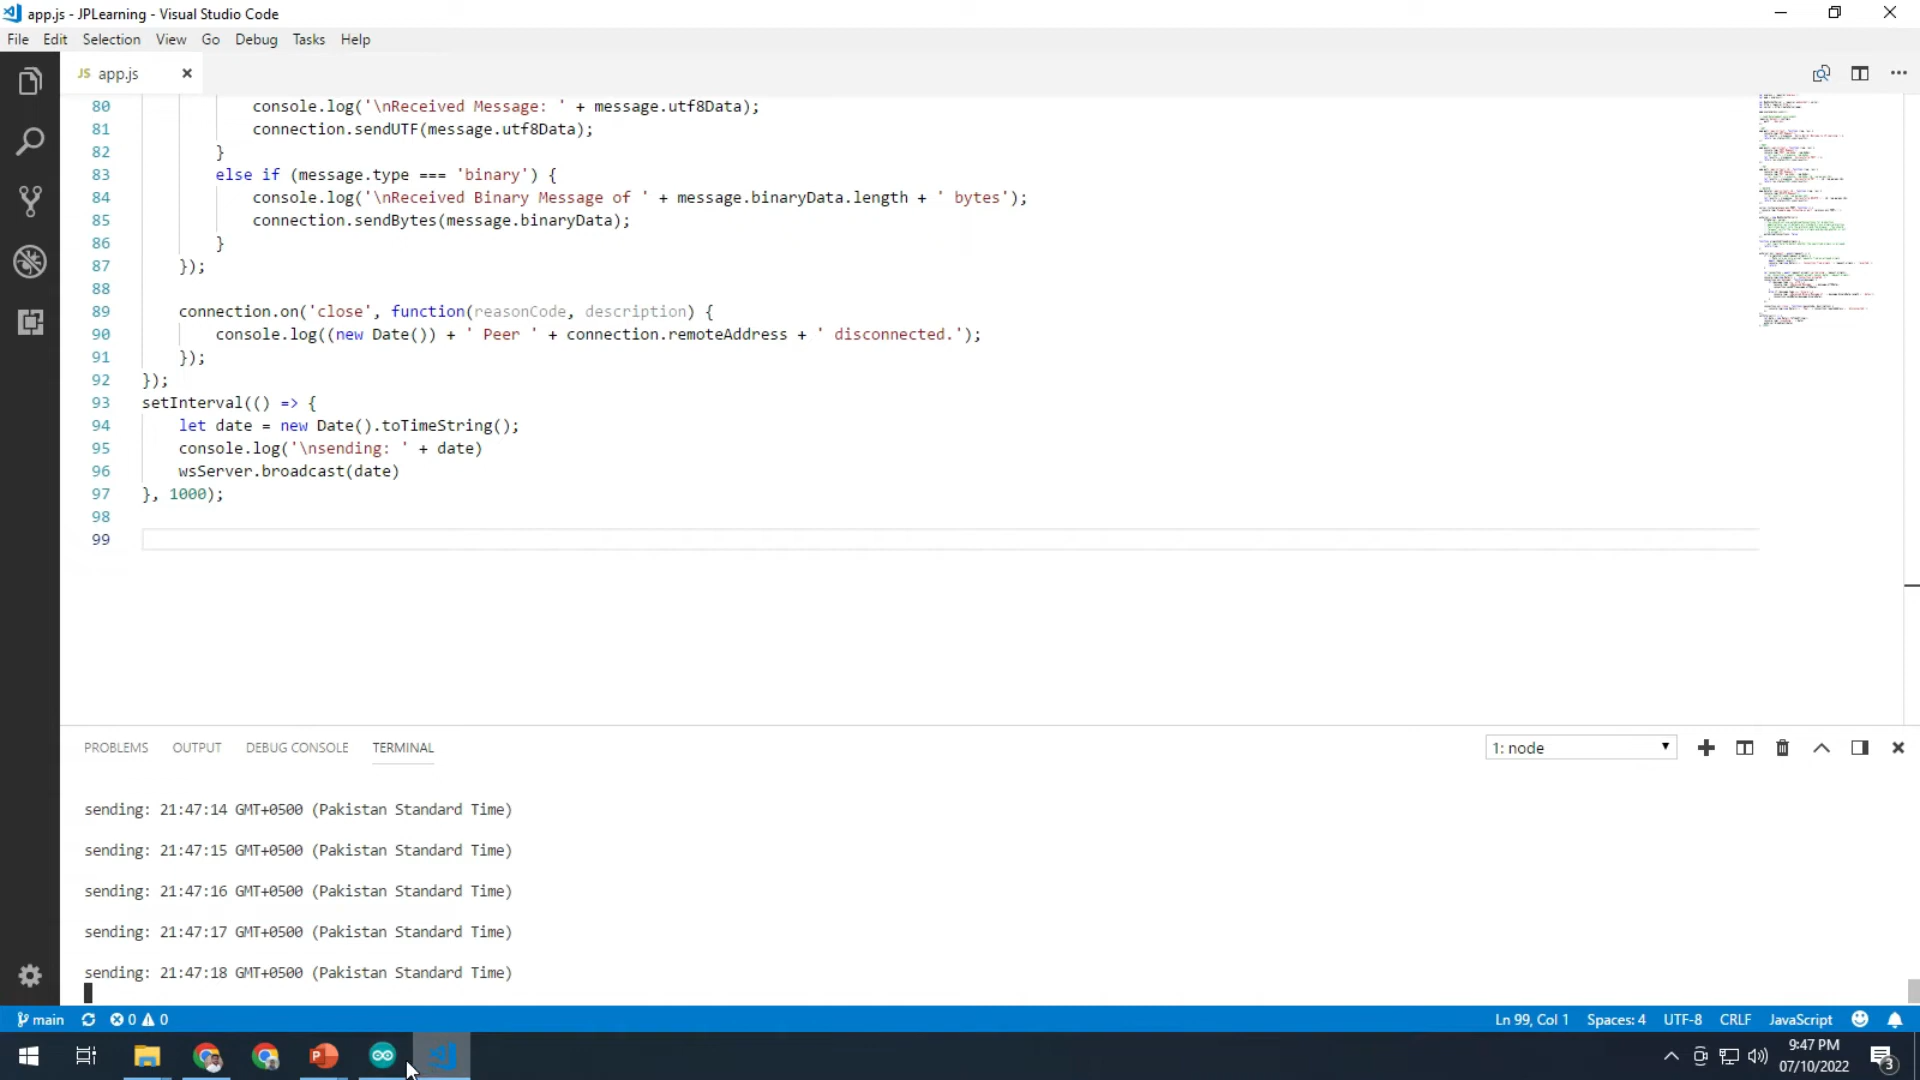 app.js - JPLearning - Visual Studio Code
File Edit Selection View Go Debug Tasks Help
JS app.js
80 console.log('\nReceived Message: ' + message.utf8Data);
81 connection.sendUTF(message.utf8Data);
82 }
83 else if (message.type === 'binary') {
84 console.log('\nReceived Binary Message of ' + message.binaryData.length + ' bytes');
85 connection.sendBytes(message.binaryData);
86 }
87 });
88
89 connection.on('close', function(reasonCode, description) {
90 console.log((new Date()) + ' Peer ' + connection.remoteAddress + ' disconnected.');
91 });
92 });
93 setInterval(() => {
94 let date = new Date().toTimeString();
95 console.log('\nsending: ' + date)
96 wsServer.broadcast(date)
97 }, 1000);
98
99
PROBLEMS OUTPUT DEBUG CONSOLE TERMINAL 1: node
sending: 21:47:14 GMT+0500 (Pakistan Standard Time)
sending: 21:47:15 GMT+0500 (Pakistan Standard Time)
sending: 21:47:16 GMT+0500 (Pakistan Standard Time)
sending: 21:47:17 GMT+0500 (Pakistan Standard Time)
sending: 21:47:18 GMT+0500 (Pakistan Standard Time)
main 0 0 Ln 99, Col 1 Spaces: 4 UTF-8 CRLF JavaScript
9:47 PM
07/10/2022
3